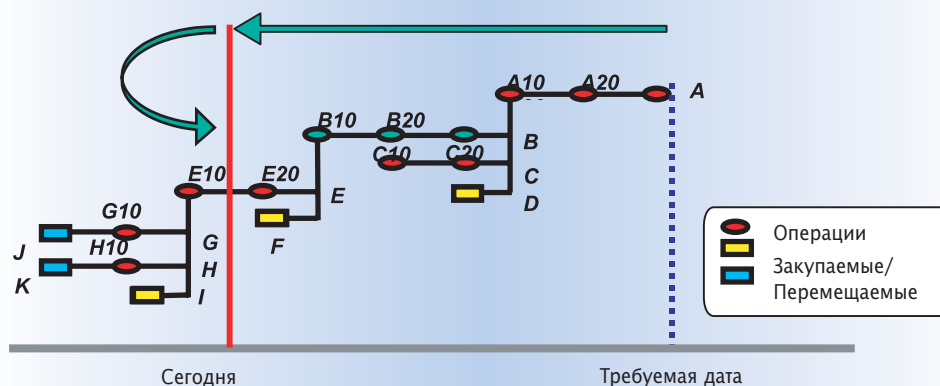 A10 A20 A
B10 B20 B
C10 C20 C
D
E10 E20 E
F
G10 G
J H10 H
K I
Операции
Закупаемые/
Перемещаемые
Сегодня Требуемая дата